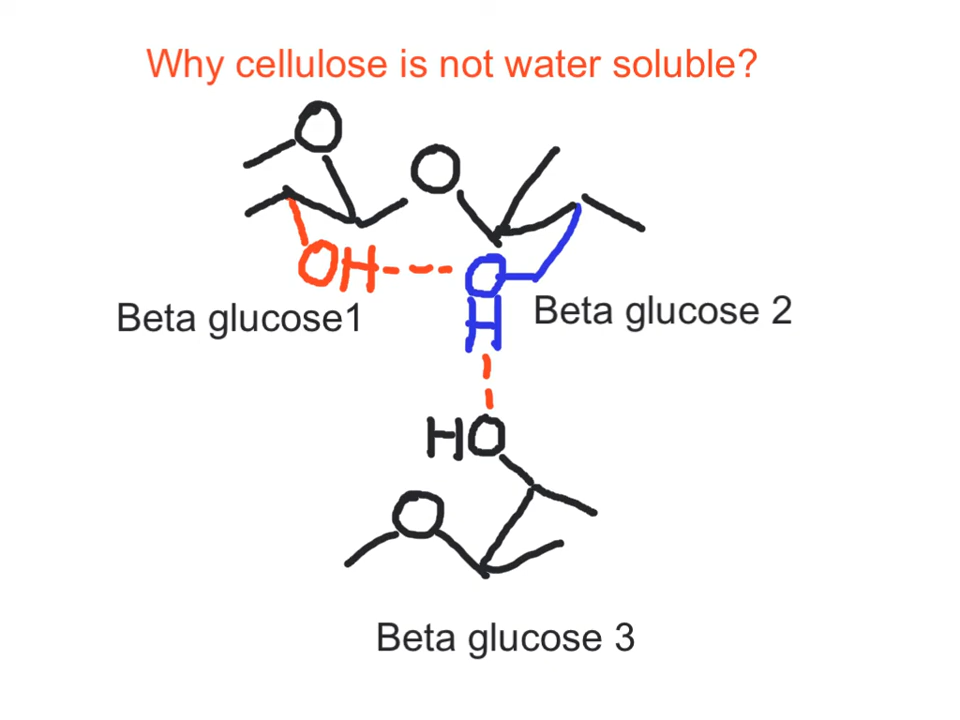 Why cellulose is not water soluble?
O
O
OH
O
H
Beta glucose1
Beta glucose 2
HO
O
Beta glucose 3